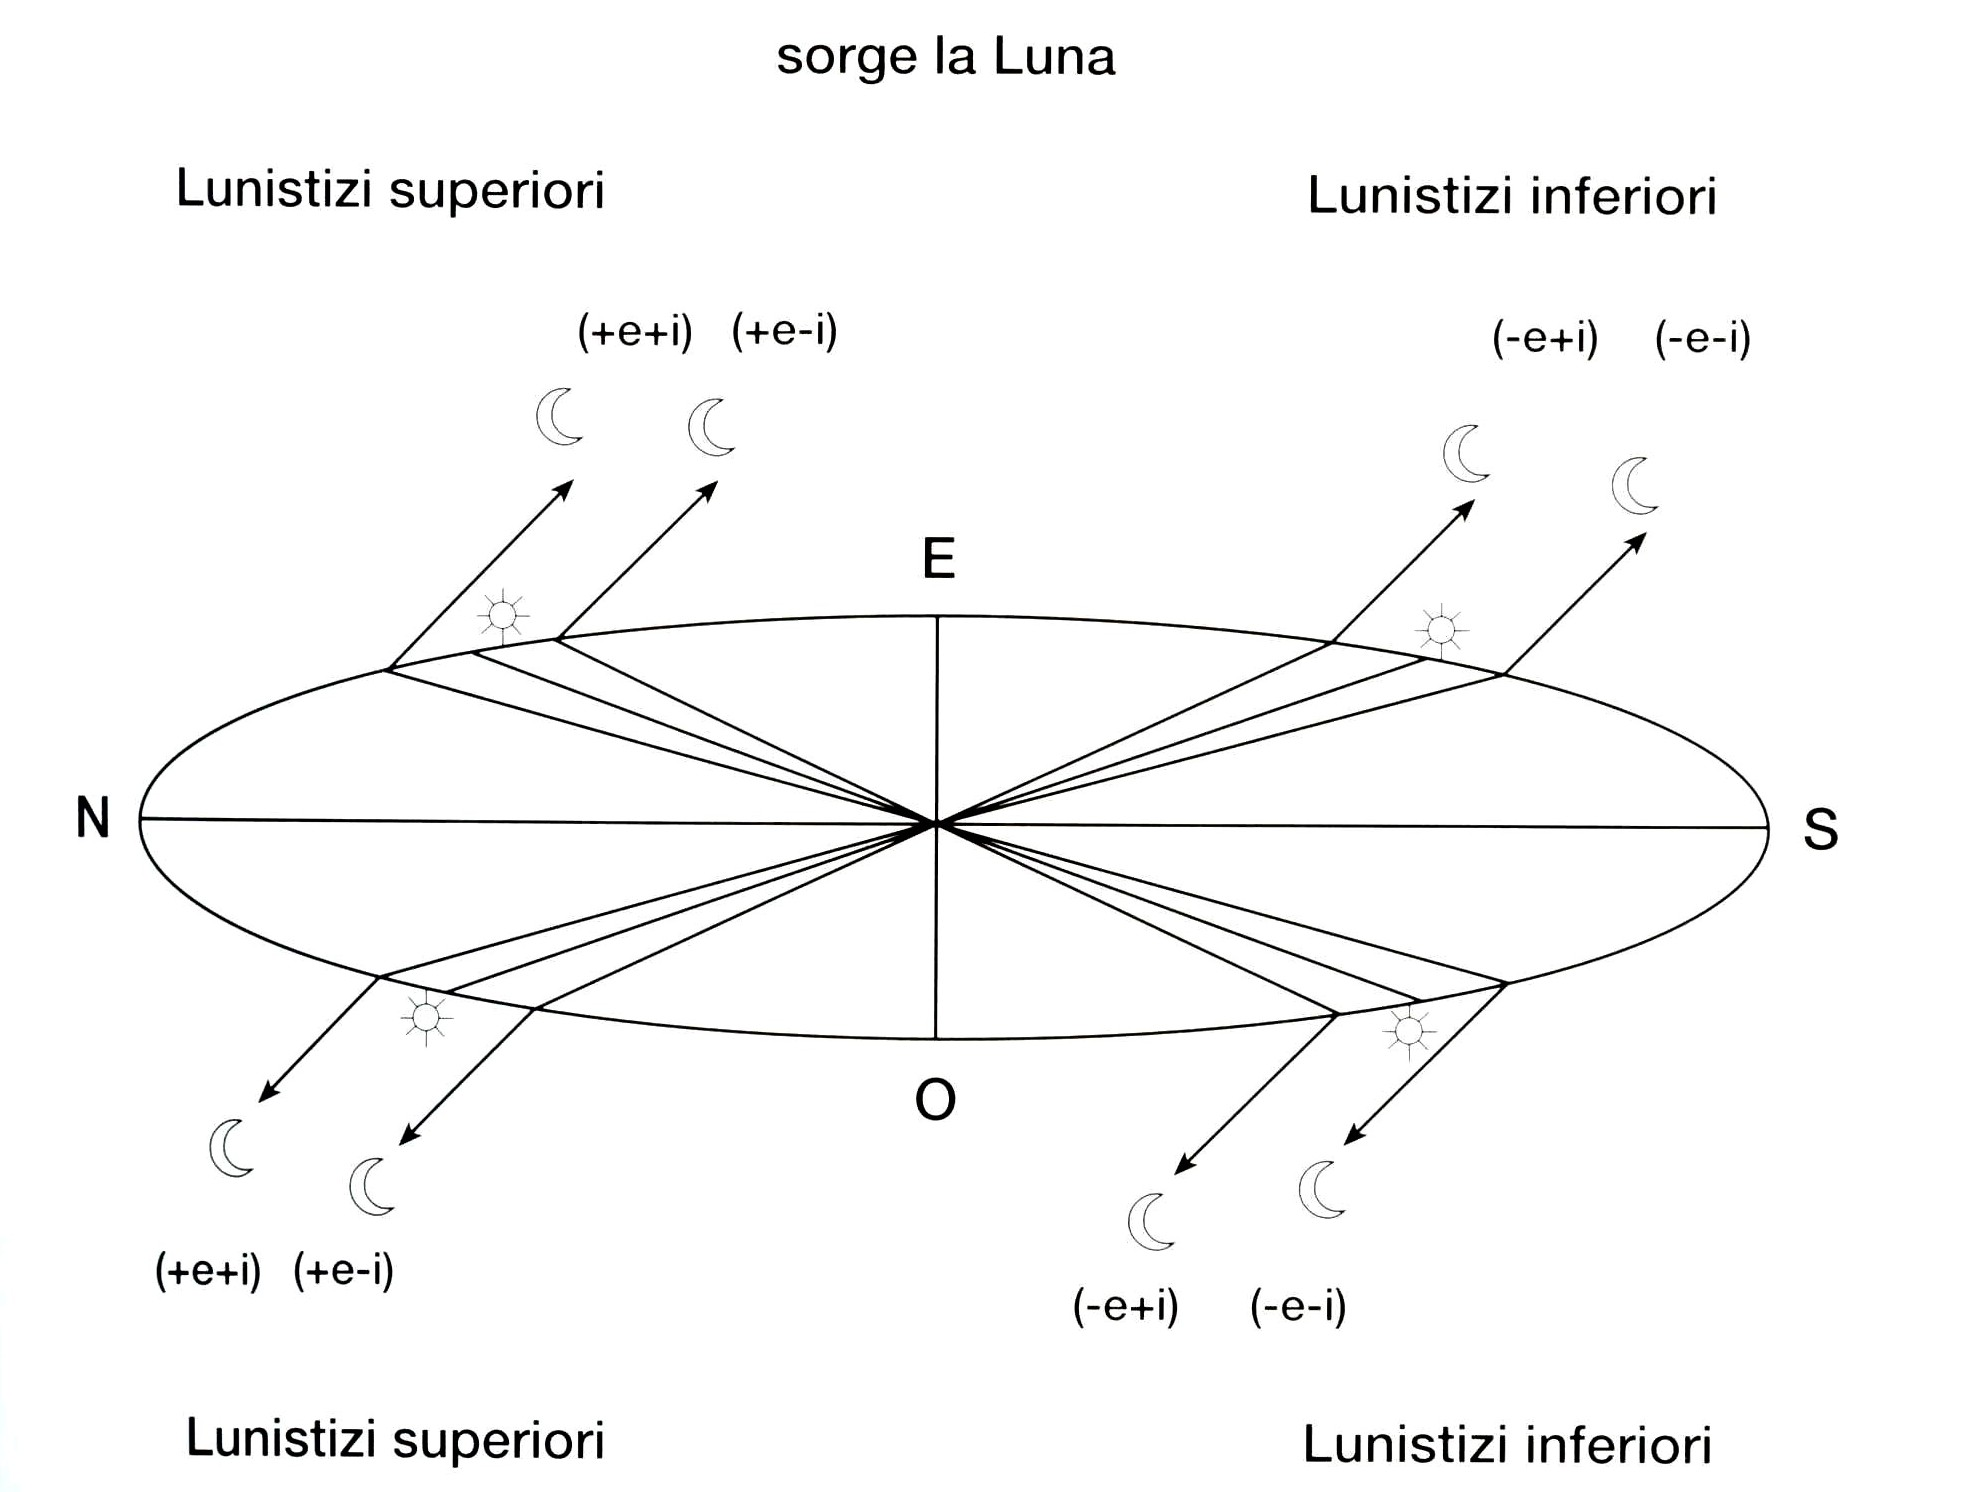 sorge la Luna
Lunistizi superiori
Lunistizi inferiori
(+e+i) (+e-i)
(-e+i) (-e-i)
E
N
S
O
(+e+i) (+e-i)
(-e+i) (-e-i)
Lunistizi superiori
Lunistizi inferiori